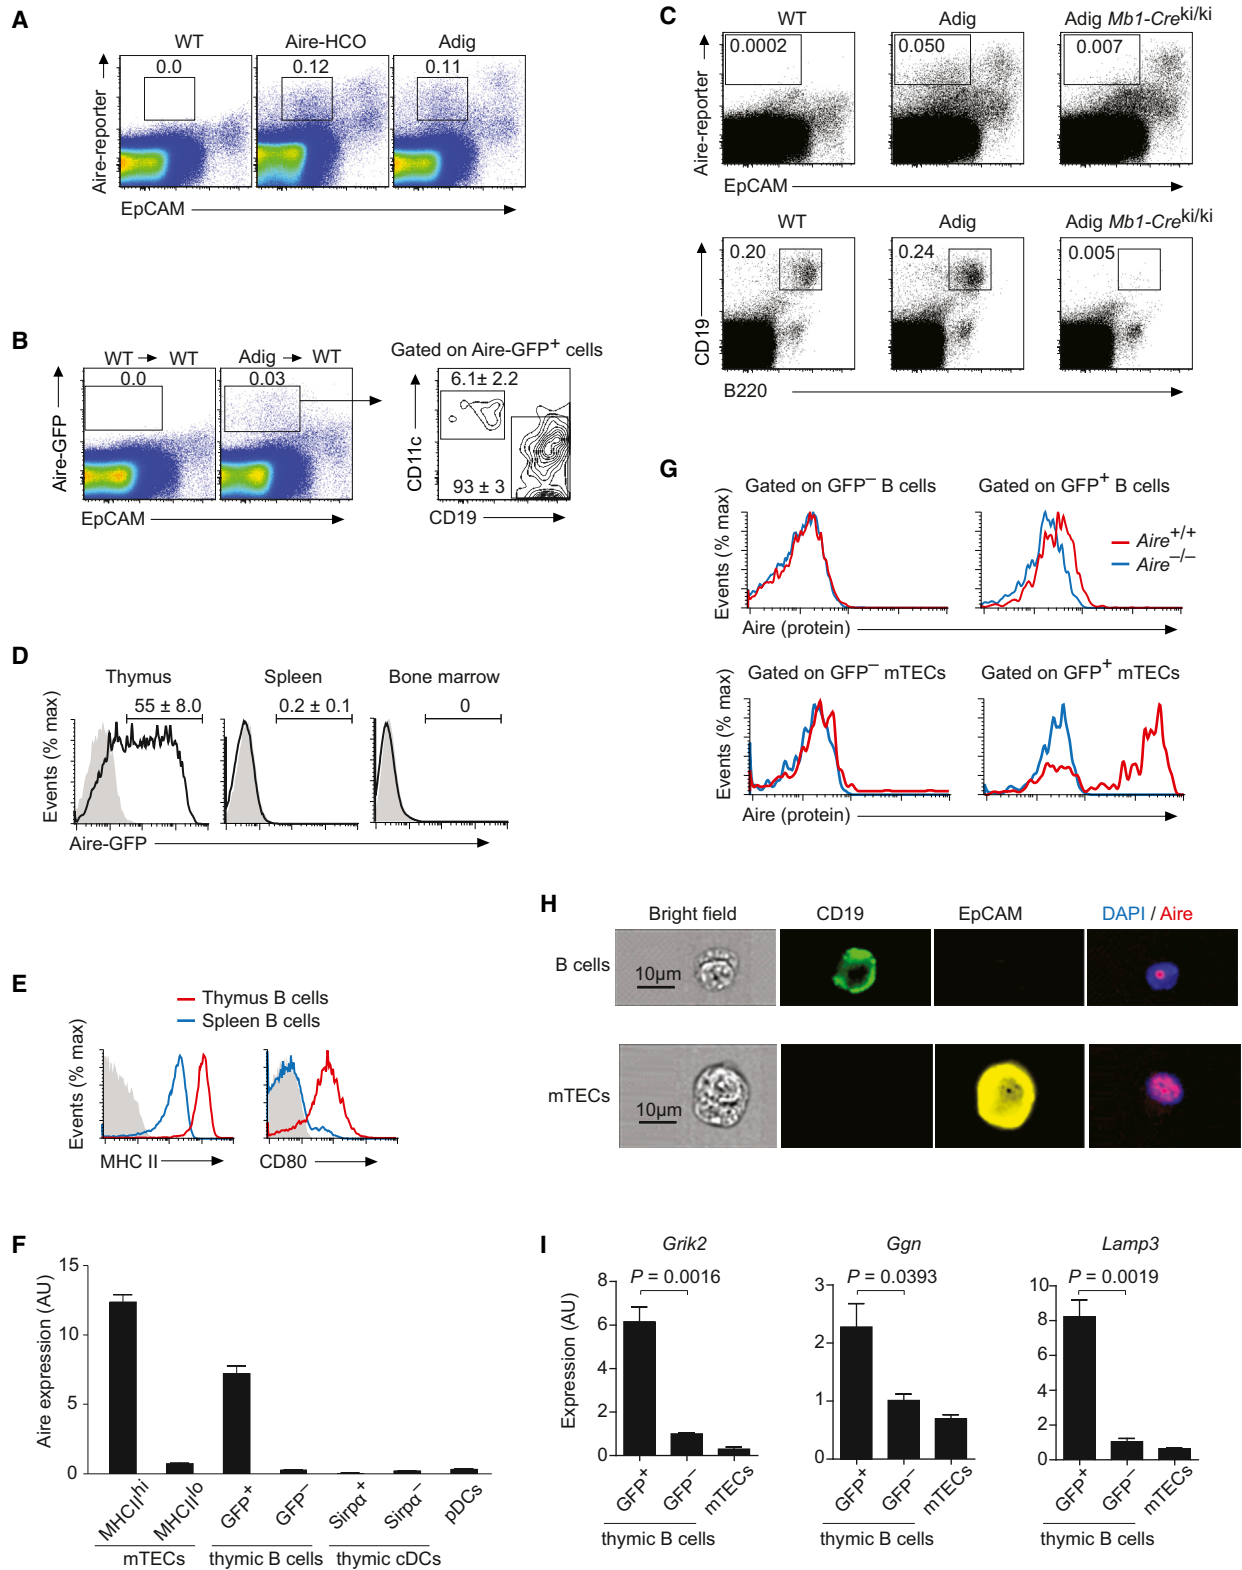 A
WT
Aire-HCO
Adig
0.0
0.12
0.11
Aire-reporter
EpCAM
B
WT → WT
Adig → WT
Gated on Aire-GFP+ cells
0.0
0.03
6.1± 2.2
93 ± 3
Aire-GFP
EpCAM
CD11c
CD19
C
WT
Adig
Adig Mb1-Creki/ki
0.0002
0.050
0.007
Aire-reporter
EpCAM
WT
Adig
Adig Mb1-Creki/ki
0.20
0.24
0.005
CD19
B220
D
Thymus
Spleen
Bone marrow
55 ± 8.0
0.2 ± 0.1
0
Events (% max)
Aire-GFP
E
Thymus B cells
Spleen B cells
Events (% max)
MHC II
CD80
F
Aire expression (AU)
15
10
5
0
MHCIIhi
MHCIIlo
GFP+
GFP–
Sirpα+
Sirpα–
pDCs
mTECs
thymic B cells
thymic cDCs
G
Gated on GFP– B cells
Gated on GFP+ B cells
Aire+/+
Aire–/–
Events (% max)
Aire (protein)
Gated on GFP– mTECs
Gated on GFP+ mTECs
Events (% max)
Aire (protein)
H
Bright field
CD19
EpCAM
DAPI / Aire
B cells
10µm
mTECs
10µm
I
Grik2
Ggn
Lamp3
P = 0.0016
P = 0.0393
P = 0.0019
Expression (AU)
8
6
4
2
0
3
2
1
0
10
8
6
4
2
0
GFP+
GFP–
mTECs
GFP+
GFP–
mTECs
GFP+
GFP–
mTECs
thymic B cells
thymic B cells
thymic B cells